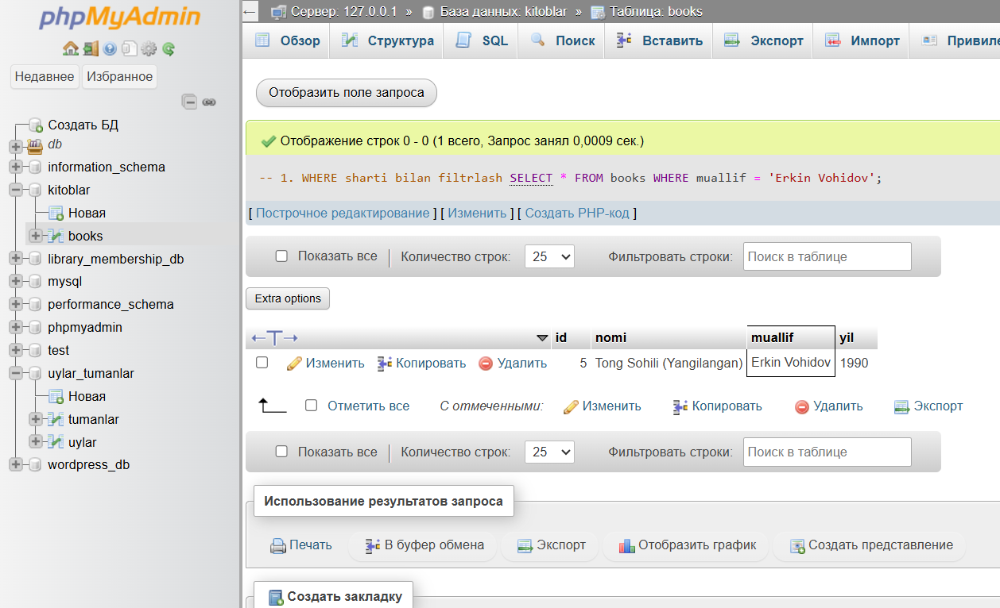 phpMyAdmin
Недавнее Избранное
Создать БД
db
information_schema
kitoblar
Новая
books
library_membership_db
mysql
performance_schema
phpmyadmin
test
uylar_tumanlar
Новая
tumanlar
uylar
wordpress_db
Сервер: 127.0.0.1 » База данных: kitoblar » Таблица: books
Обзор Структура SQL Поиск Вставить Экспорт Импорт Привиле
Отобразить поле запроса
Отображение строк 0 - 0 (1 всего, Запрос занял 0,0009 сек.)
-- 1. WHERE sharti bilan filtrlash SELECT * FROM books WHERE muallif = 'Erkin Vohidov';
[ Построчное редактирование ] [ Изменить ] [ Создать PHP-код ]
Показать все | Количество строк: 25 Фильтровать строки: Поиск в таблице
Extra options
←T→ id nomi muallif yil
Изменить Копировать Удалить 5 Tong Sohili (Yangilangan) Erkin Vohidov 1990
Отметить все С отмеченными: Изменить Копировать Удалить Экспорт
Показать все | Количество строк: 25 Фильтровать строки: Поиск в таблице
Использование результатов запроса
Печать В буфер обмена Экспорт Отобразить график Создать представление
Создать закладку